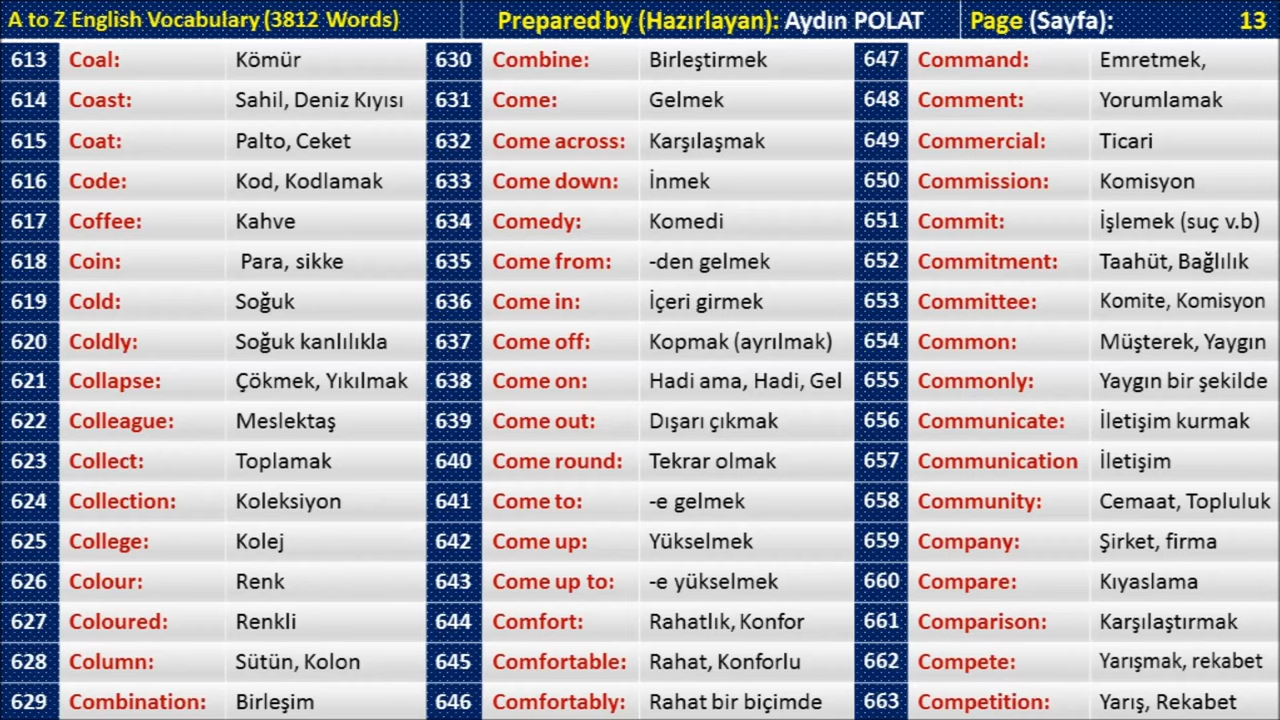 A to Z English Vocabulary (3812 Words) Prepared by (Hazırlayan): Aydın POLAT Page (Sayfa): 13
613 Coal: Kömür
614 Coast: Sahil, Deniz Kıyısı
615 Coat: Palto, Ceket
616 Code: Kod, Kodlamak
617 Coffee: Kahve
618 Coin: Para, sikke
619 Cold: Soğuk
620 Coldly: Soğuk kanlılıkla
621 Collapse: Çökmek, Yıkılmak
622 Colleague: Meslektaş
623 Collect: Toplamak
624 Collection: Koleksiyon
625 College: Kolej
626 Colour: Renk
627 Coloured: Renkli
628 Column: Sütün, Kolon
629 Combination: Birleşim
630 Combine: Birleştirmek
631 Come: Gelmek
632 Come across: Karşılaşmak
633 Come down: İnmek
634 Comedy: Komedi
635 Come from: -den gelmek
636 Come in: İçeri girmek
637 Come off: Kopmak (ayrılmak)
638 Come on: Hadi ama, Hadi, Gel
639 Come out: Dışarı çıkmak
640 Come round: Tekrar olmak
641 Come to: -e gelmek
642 Come up: Yükselmek
643 Come up to: -e yükselmek
644 Comfort: Rahatlık, Konfor
645 Comfortable: Rahat, Konforlu
646 Comfortably: Rahat bir biçimde
647 Command: Emretmek,
648 Comment: Yorumlamak
649 Commercial: Ticari
650 Commission: Komisyon
651 Commit: İşlemek (suç v.b)
652 Commitment: Taahüt, Bağlılık
653 Committee: Komite, Komisyon
654 Common: Müşterek, Yaygın
655 Commonly: Yaygın bir şekilde
656 Communicate: İletişim kurmak
657 Communication İletişim
658 Community: Cemaat, Topluluk
659 Company: Şirket, firma
660 Compare: Kıyaslama
661 Comparison: Karşılaştırmak
662 Compete: Yarışmak, rekabet
663 Competition: Yarış, Rekabet